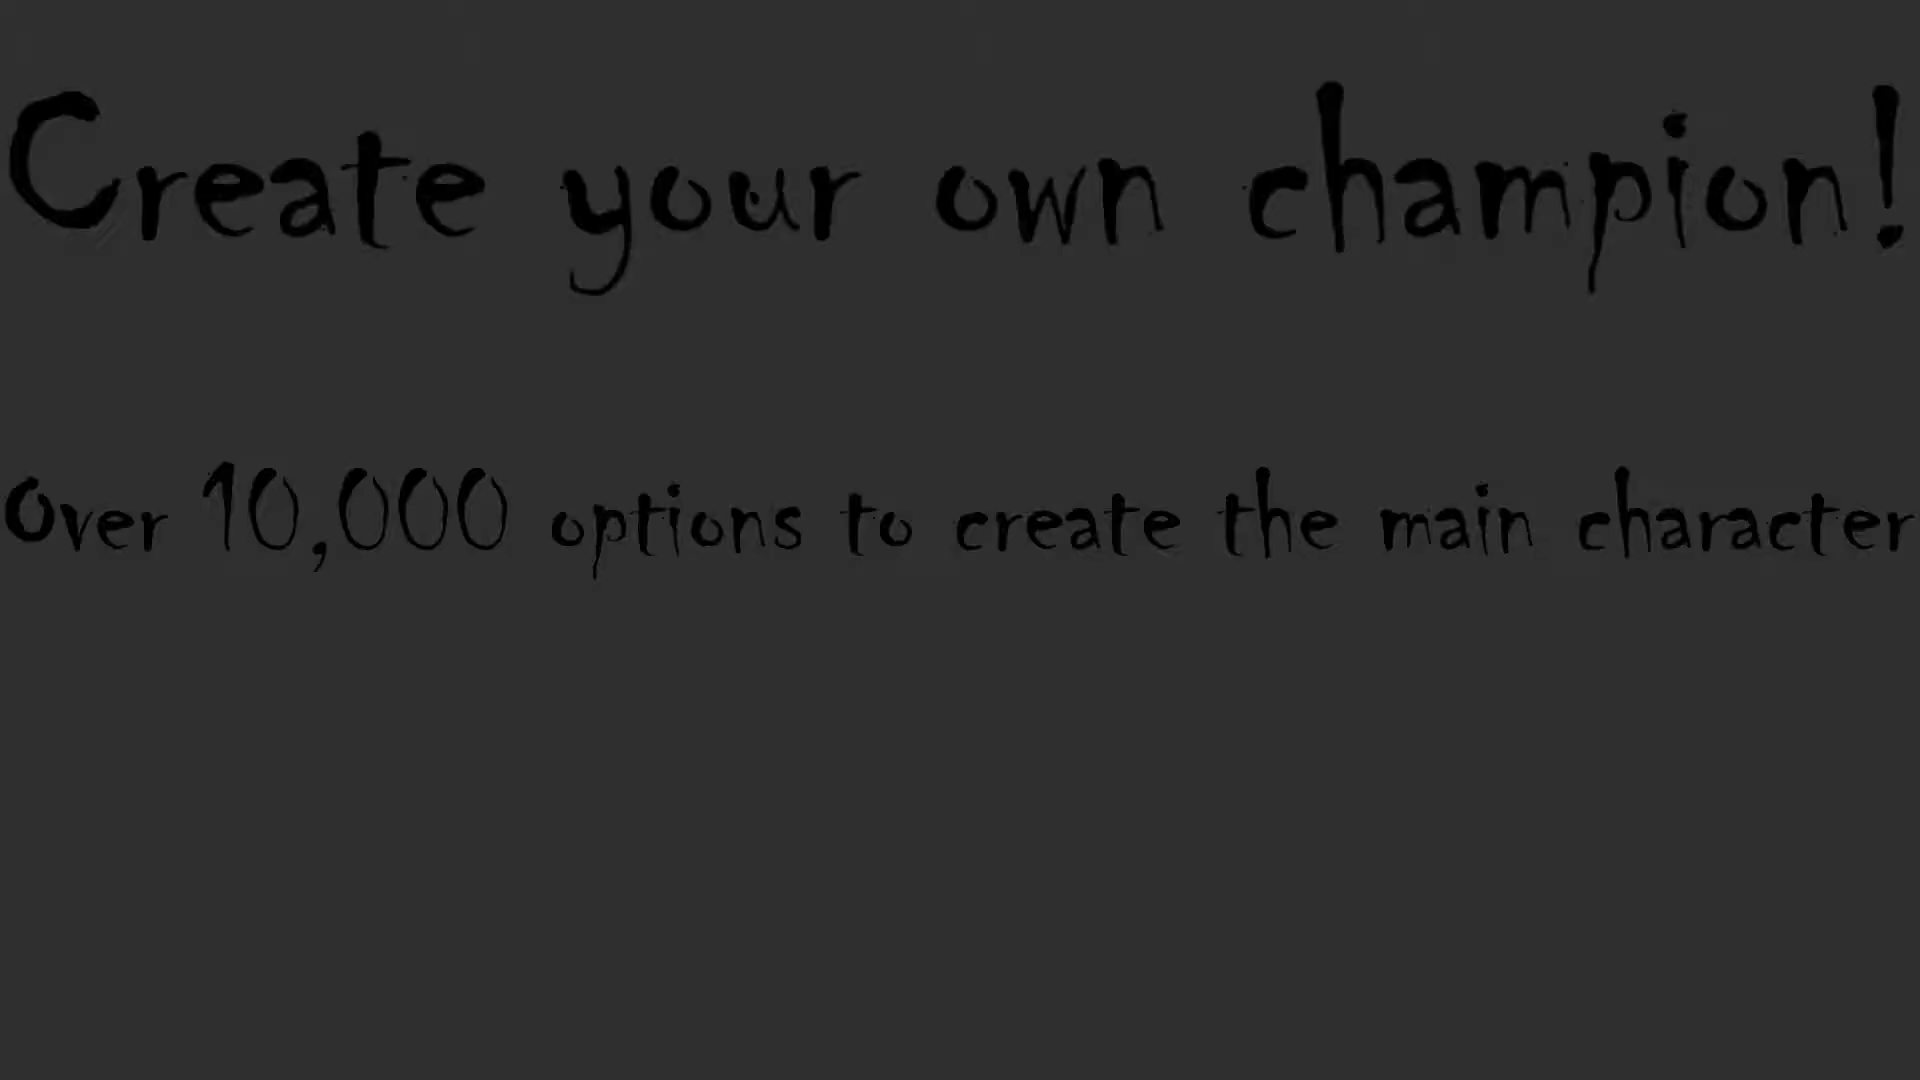 Create your own champion!
Over 10,000 options to create the main character